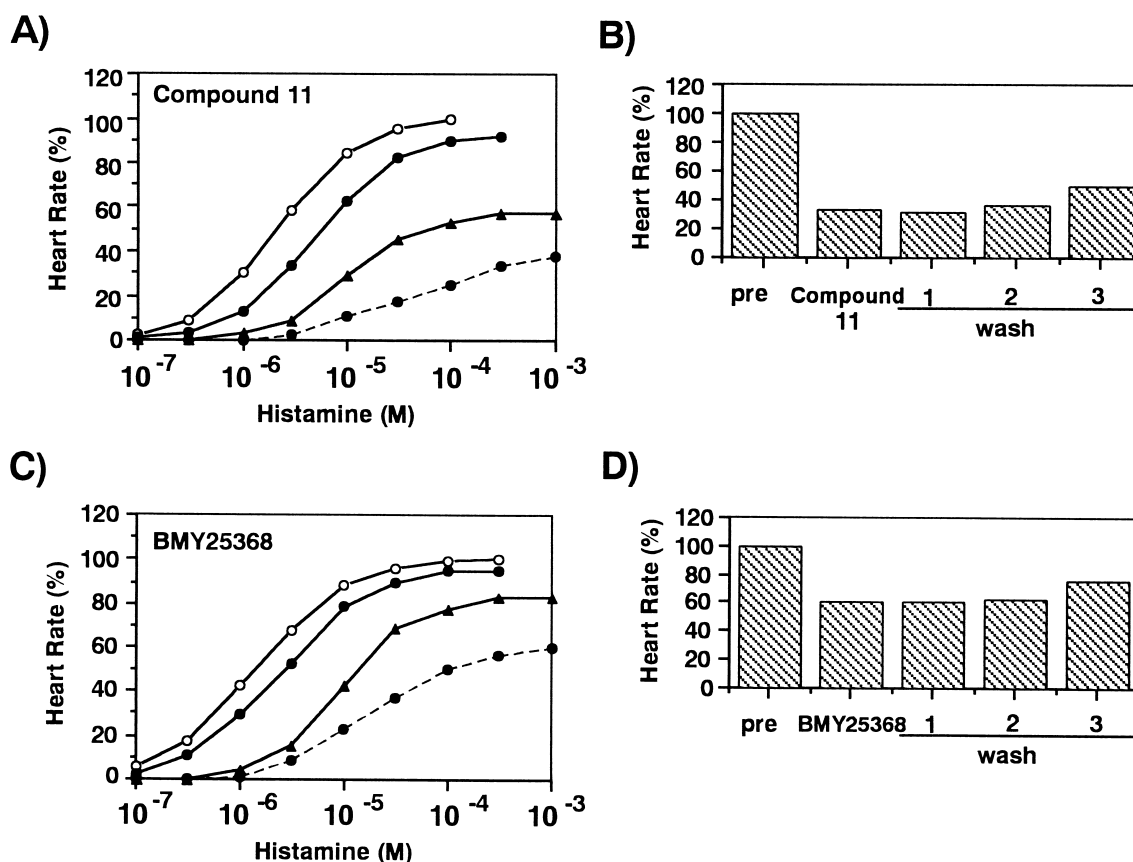 A)
Compound 11
Heart Rate (%)
120
100
80
60
40
20
0
10-7
10-6
10-5
10-4
10-3
Histamine (M)
B)
Heart Rate (%)
120
100
80
60
40
20
0
pre
Compound
11
1
2
3
wash
C)
BMY25368
Heart Rate (%)
120
100
80
60
40
20
0
10-7
10-6
10-5
10-4
10-3
Histamine (M)
D)
Heart Rate (%)
120
100
80
60
40
20
0
pre
BMY25368
1
2
3
wash